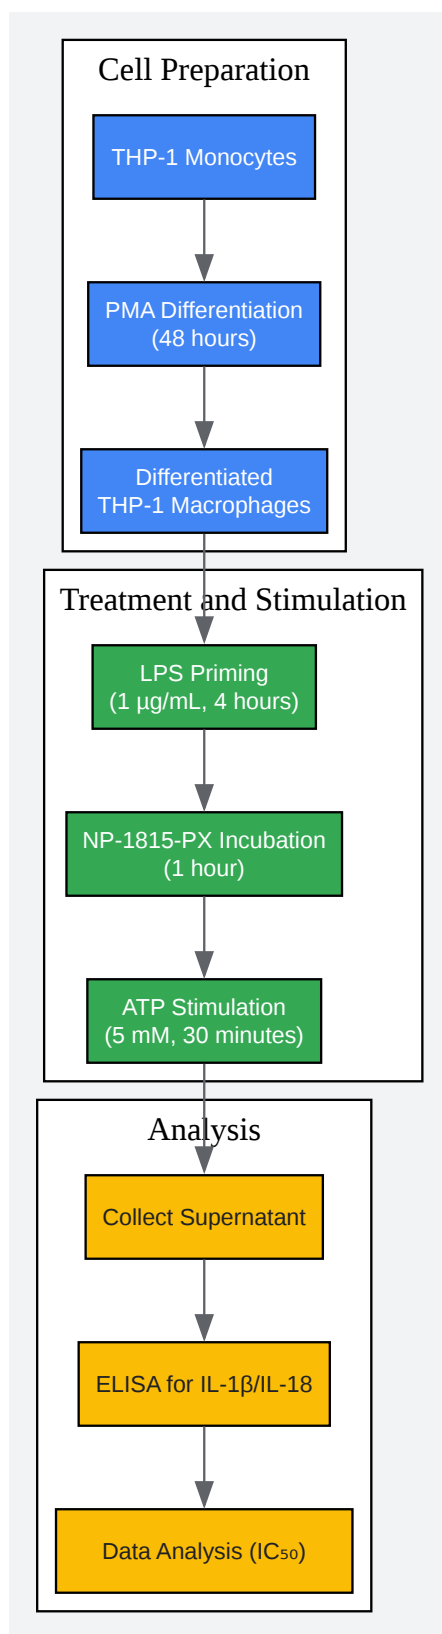 Cell Preparation
THP-1 Monocytes
PMA Differentiation
(48 hours)
Differentiated
THP-1 Macrophages
Treatment and Stimulation
LPS Priming
(1 µg/mL, 4 hours)
NP-1815-PX Incubation
(1 hour)
ATP Stimulation
(5 mM, 30 minutes)
Analysis
Collect Supernatant
ELISA for IL-1β/IL-18
Data Analysis (IC₅₀)